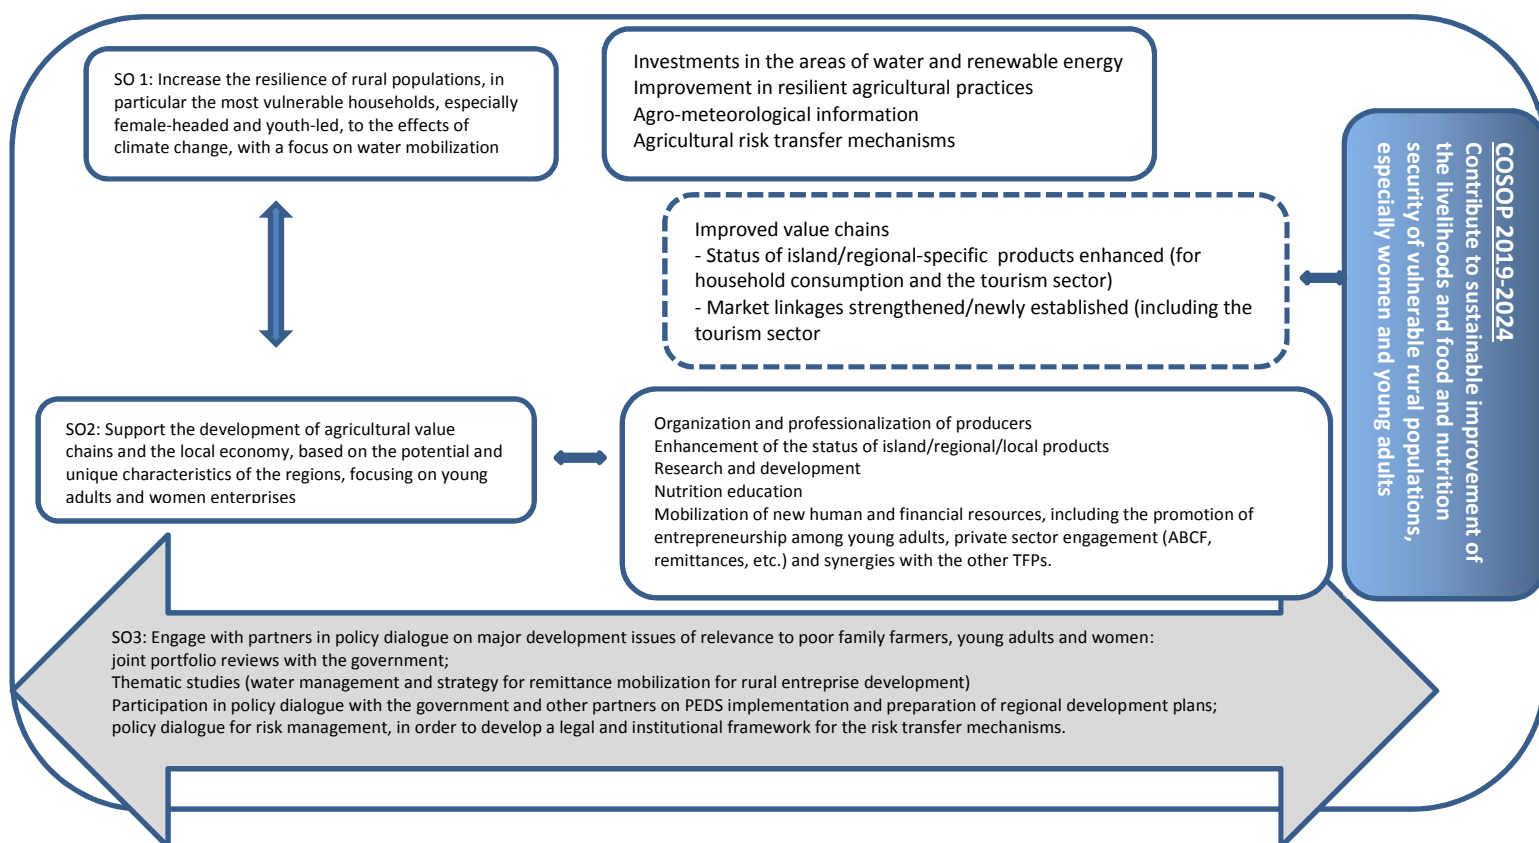 SO 1: Increase the resilience of rural populations, in
particular the most vulnerable households, especially
female-headed and youth-led, to the effects of
climate change, with a focus on water mobilization
Investments in the areas of water and renewable energy
Improvement in resilient agricultural practices
Agro-meteorological information
Agricultural risk transfer mechanisms
Improved value chains
- Status of island/regional-specific products enhanced (for
household consumption and the tourism sector)
- Market linkages strengthened/newly established (including the
tourism sector
COSOP 2019-2024
Contribute to sustainable improvement of
the livelihoods and food and nutrition
security of vulnerable rural populations,
especially women and young adults
SO2: Support the development of agricultural value
chains and the local economy, based on the potential and
unique characteristics of the regions, focusing on young
adults and women enterprises
Organization and professionalization of producers
Enhancement of the status of island/regional/local products
Research and development
Nutrition education
Mobilization of new human and financial resources, including the promotion of
entrepreneurship among young adults, private sector engagement (ABCF,
remittances, etc.) and synergies with the other TFPs.
SO3: Engage with partners in policy dialogue on major development issues of relevance to poor family farmers, young adults and women:
joint portfolio reviews with the government;
Thematic studies (water management and strategy for remittance mobilization for rural entreprise development)
Participation in policy dialogue with the government and other partners on PEDS implementation and preparation of regional development plans;
policy dialogue for risk management, in order to develop a legal and institutional framework for the risk transfer mechanisms.